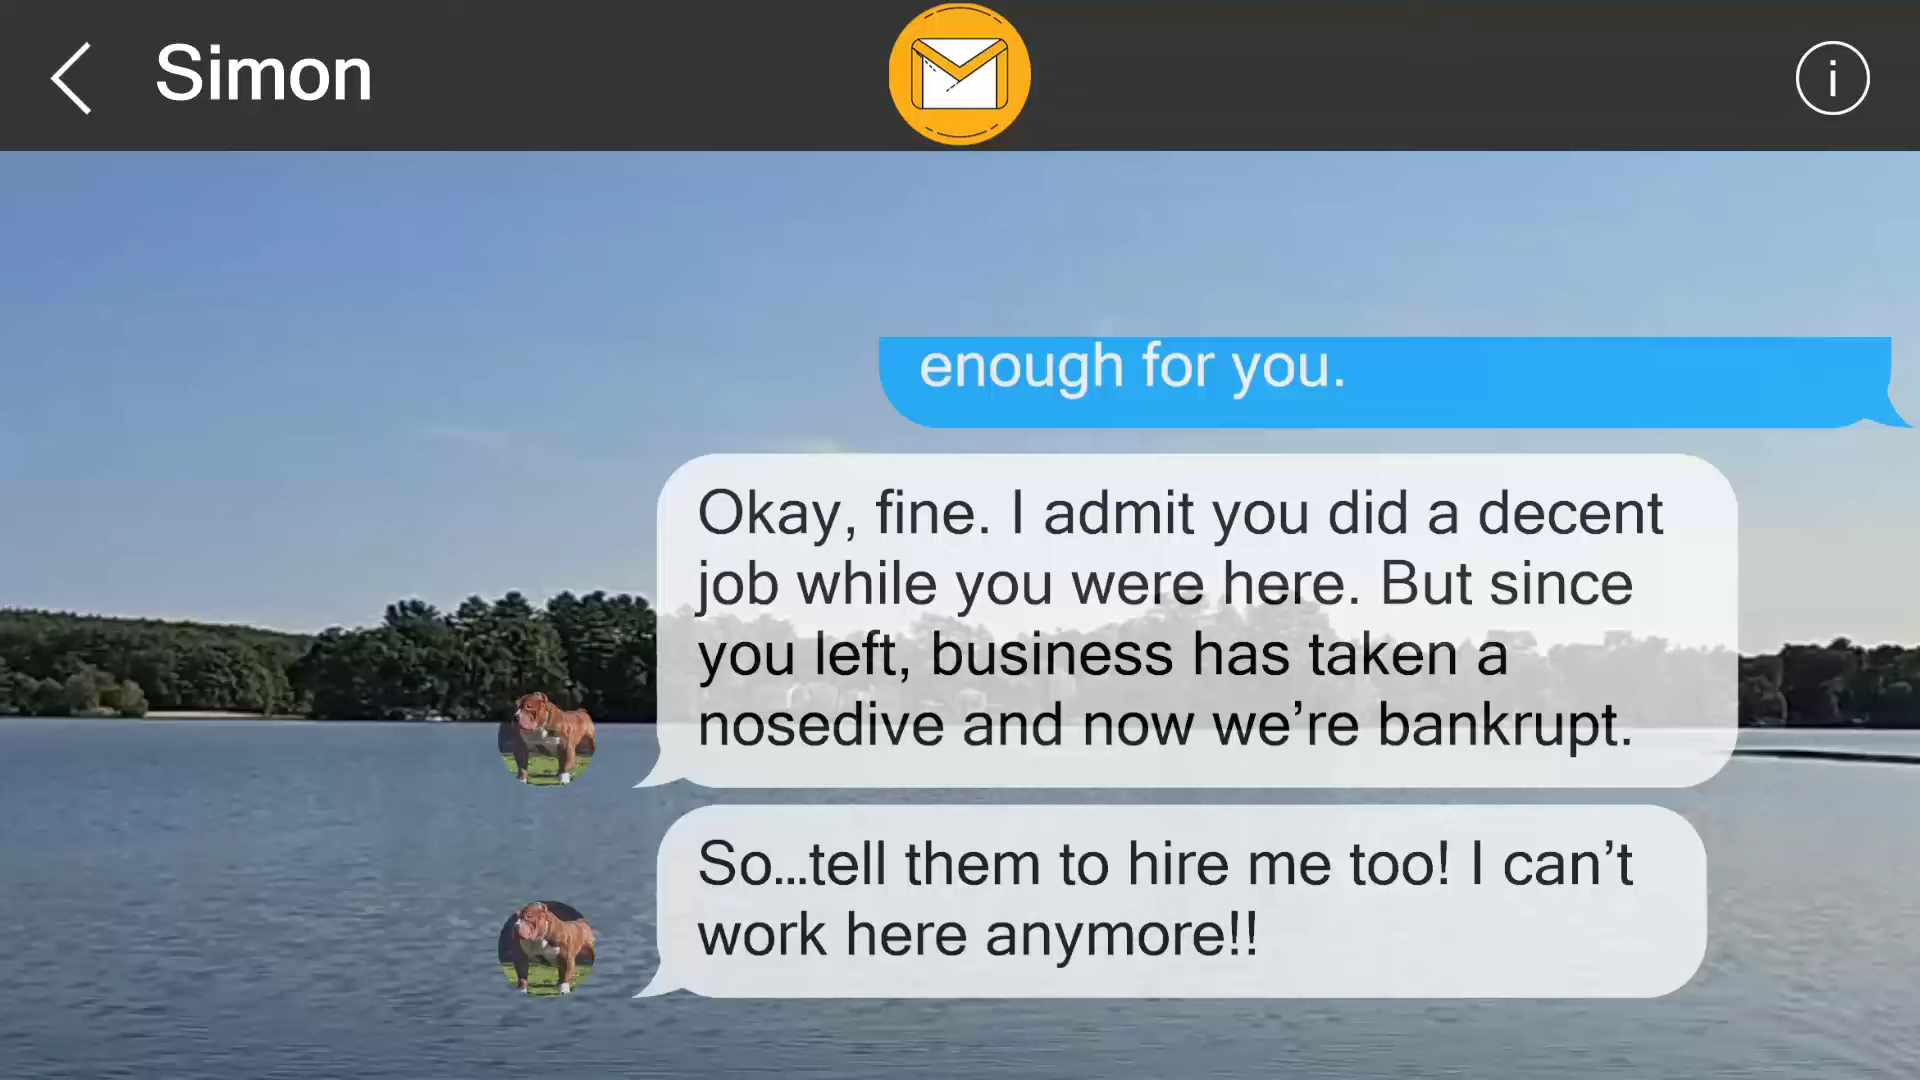 Simon
i
enough for you.
Okay, fine. I admit you did a decent
job while you were here. But since
you left, business has taken a
nosedive and now we’re bankrupt.
So...tell them to hire me too! I can’t
work here anymore!!